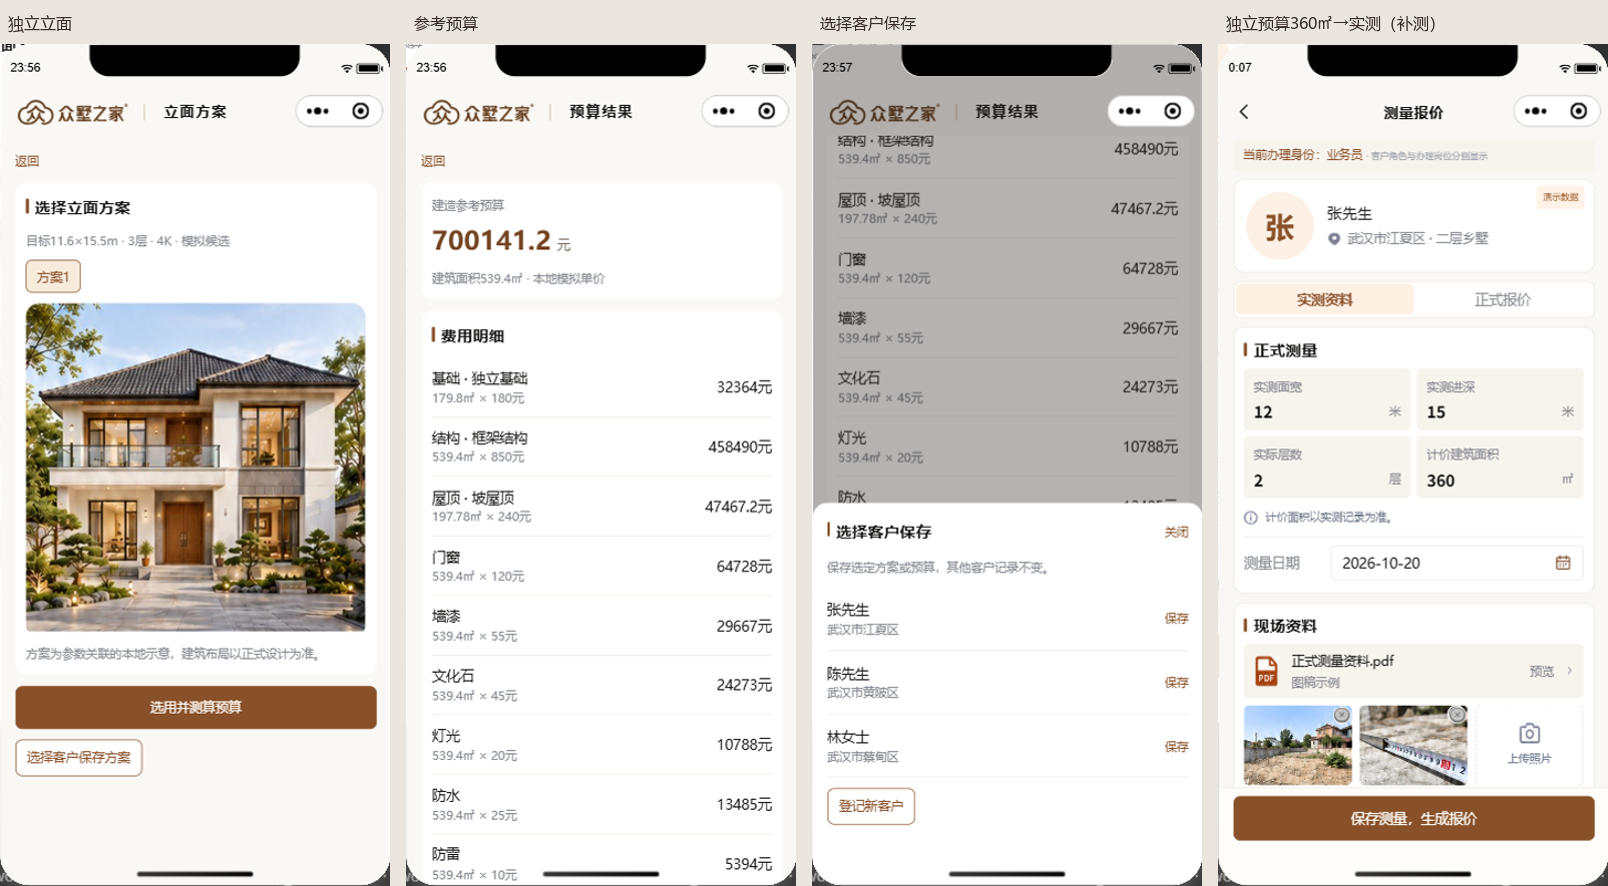 独立立面
23:56
众墅之家
立面方案
返回
选择立面方案
目标11.6×15.5m · 3层 · 4K · 模拟候选
方案1
方案为参数关联的本地示意，建筑布局以正式设计为准。
选用并测算预算
选择客户保存方案
参考预算
23:56
众墅之家
预算结果
返回
建造参考预算
700141.2 元
建筑面积539.4㎡ · 本地模拟单价
费用明细
基础 · 独立基础
179.8㎡ × 180元
32364元
结构 · 框架结构
539.4㎡ × 850元
458490元
屋顶 · 坡屋顶
197.78㎡ × 240元
47467.2元
门窗
539.4㎡ × 120元
64728元
墙漆
539.4㎡ × 55元
29667元
文化石
539.4㎡ × 45元
24273元
灯光
539.4㎡ × 20元
10788元
防水
539.4㎡ × 25元
13485元
防雷
539.4㎡ × 10元
5394元
选择客户保存
23:57
众墅之家
预算结果
结构 · 框架结构
539.4㎡ × 850元
458490元
屋顶 · 坡屋顶
197.78㎡ × 240元
47467.2元
门窗
539.4㎡ × 120元
64728元
墙漆
539.4㎡ × 55元
29667元
文化石
539.4㎡ × 45元
24273元
灯光
539.4㎡ × 20元
10788元
防水
13485元
选择客户保存
关闭
保存选定方案或预算，其他客户记录不变。
张先生
武汉市江夏区
保存
陈先生
武汉市黄陂区
保存
林女士
武汉市蔡甸区
保存
登记新客户
独立预算360㎡→实测（补测）
0:07
测量报价
当前办理身份：业务员 · 客户角色与办理岗位分别显示
演示数据
张
张先生
武汉市江夏区 · 二层乡墅
实测资料
正式报价
正式测量
实测面宽
12 米
实测进深
15 米
实际层数
2 层
计价建筑面积
360 ㎡
计价面积以实测记录为准。
测量日期
2026-10-20
现场资料
PDF
正式测量资料.pdf
图稿示例
预览
上传照片
保存测量，生成报价